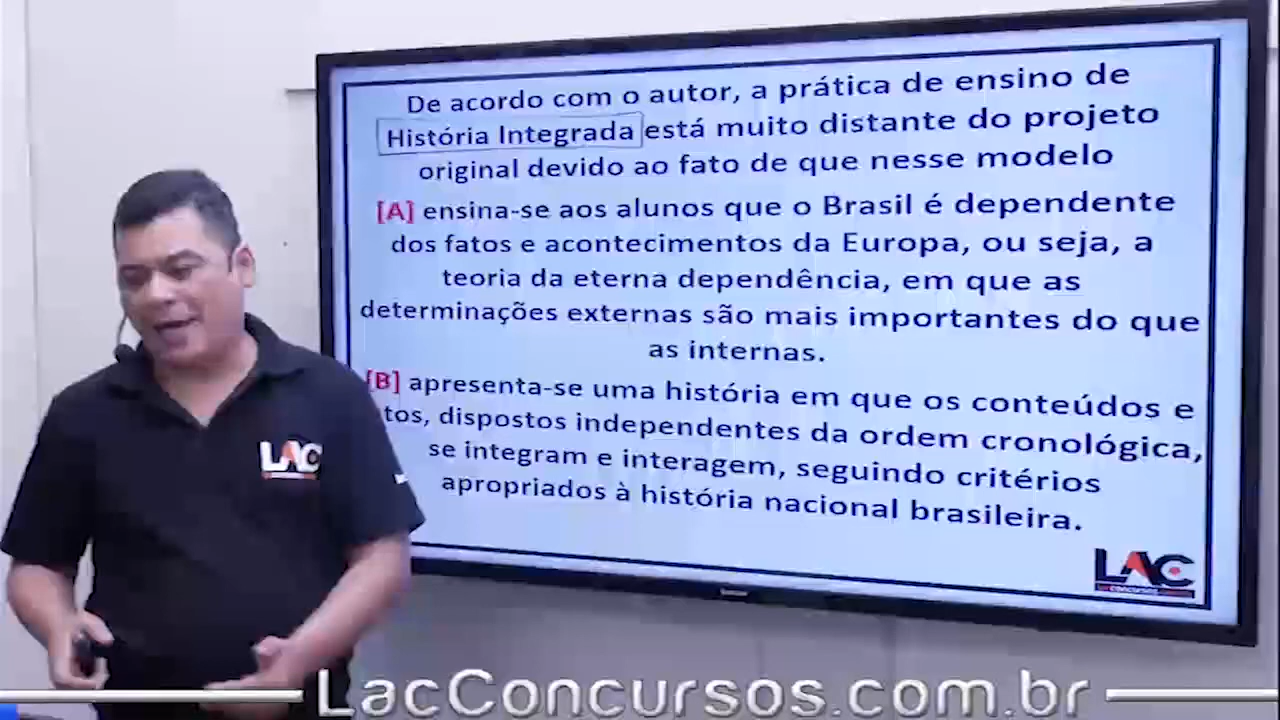 De acordo com o autor, a prática de ensino de
História Integrada está muito distante do projeto
original devido ao fato de que nesse modelo
[A] ensina-se aos alunos que o Brasil é dependente
dos fatos e acontecimentos da Europa, ou seja, a
teoria da eterna dependência, em que as
determinações externas são mais importantes do que
as internas.
[B] apresenta-se uma história em que os conteúdos e
tos, dispostos independentes da ordem cronológica,
se integram e interagem, seguindo critérios
apropriados à história nacional brasileira.
LAC
LAC
LacConcursos.com.br